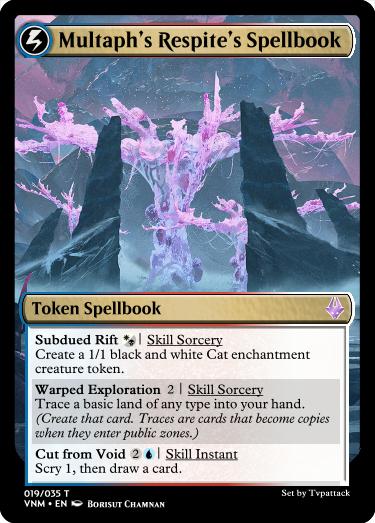 Multaph's Respite's Spellbook
Token Spellbook
Subdued Rift | Skill Sorcery
Create a 1/1 black and white Cat enchantment
creature token.
Warped Exploration 2 | Skill Sorcery
Trace a basic land of any type into your hand.
(Create that card. Traces are cards that become copies
when they enter public zones.)
Cut from Void 2 | Skill Instant
Scry 1, then draw a card.
019/035 T
Set by Tvpattack
VNM • EN Borisut Chamnan